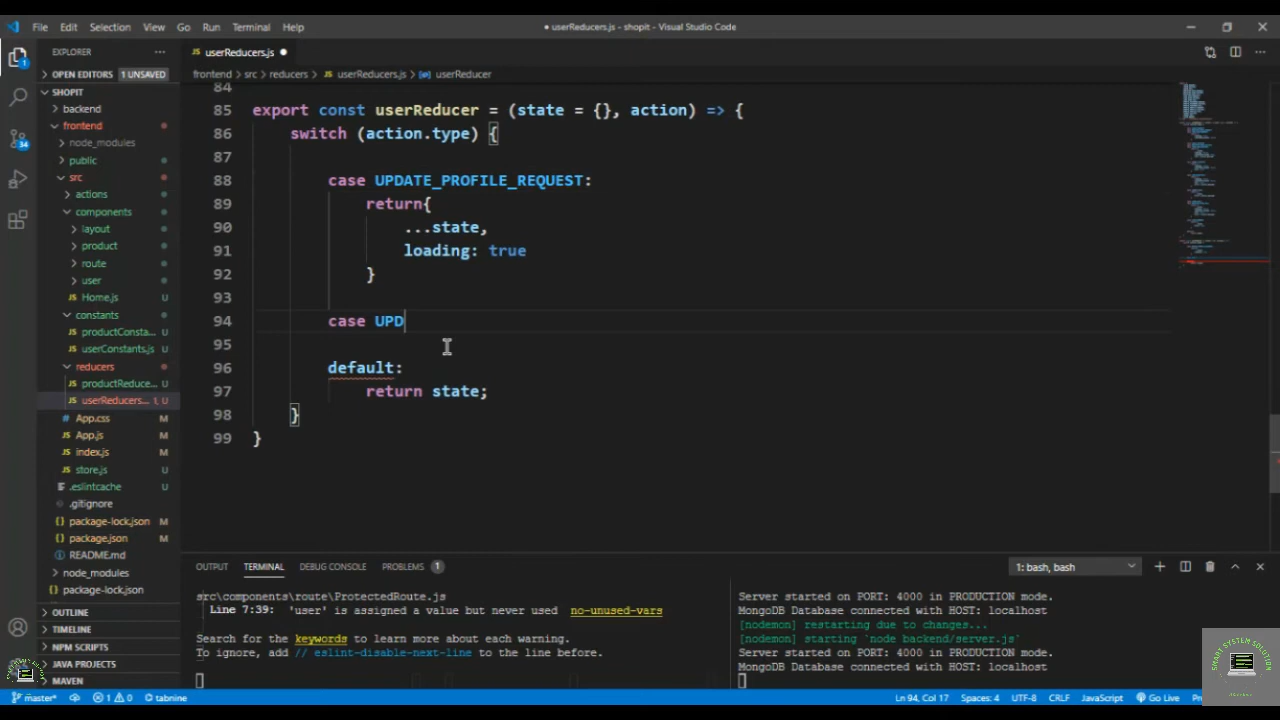 File Edit Selection View Go Run Terminal Help
● userReducers.js - shopit - Visual Studio Code
EXPLORER ···
JS userReducers.js ●
OPEN EDITORS 1 UNSAVED
frontend > src > reducers > JS userReducers.js > userReducer
SHOPIT
backend
frontend
node_modules
public
src
actions
components
layout
product
route
user
JS Home.js U
constants
JS productConsta... U
JS userConstants.js U
reducers
JS productReduce... U
JS userReducers... 1, U
# App.css M
JS App.js M
JS index.js M
JS store.js U
.eslintcache U
.gitignore
{} package-lock.json M
{} package.json M
README.md
node_modules
{} package-lock.json
OUTLINE
TIMELINE
NPM SCRIPTS
JAVA PROJECTS
MAVEN
1
34
84
85 export const userReducer = (state = {}, action) => {
86 switch (action.type) {
87
88 case UPDATE_PROFILE_REQUEST:
89 return{
90 ...state,
91 loading: true
92 }
93
94 case UPD
95
96 default:
97 return state;
98 }
99 }
OUTPUT TERMINAL DEBUG CONSOLE PROBLEMS 1
1: bash, bash
src\components\route\ProtectedRoute.js
Line 7:39: 'user' is assigned a value but never used no-unused-vars
Search for the keywords to learn more about each warning.
To ignore, add // eslint-disable-next-line to the line before.
Server started on PORT: 4000 in PRODUCTION mode.
MongoDB Database connected with HOST: localhost
[nodemon] restarting due to changes...
[nodemon] starting `node backend/server.js`
Server started on PORT: 4000 in PRODUCTION mode.
MongoDB Database connected with HOST: localhost
master* 1 0 tabnine
Ln 94, Col 17 Spaces: 4 UTF-8 CRLF JavaScript Go Live
SMART SYSTEM SOLUTION